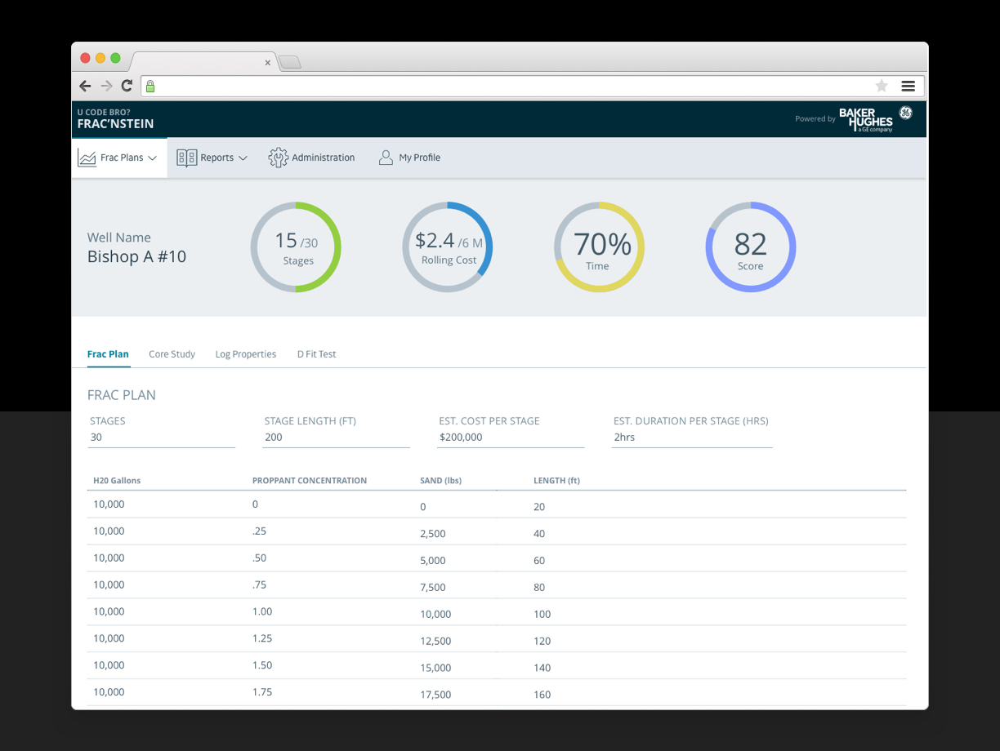 U CODE BRO?
FRAC'NSTEIN
Powered by BAKER HUGHES
a GE company
Frac Plans Reports Administration My Profile
Well Name
Bishop A #10
15 /30
Stages
$2.4 /6 M
Rolling Cost
70%
Time
82
Score
Frac Plan Core Study Log Properties D Fit Test
FRAC PLAN
STAGES STAGE LENGTH (FT) EST. COST PER STAGE EST. DURATION PER STAGE (HRS)
30 200 $200,000 2hrs
H20 Gallons PROPPANT CONCENTRATION SAND (lbs) LENGTH (ft)
10,000 0 0 20
10,000 .25 2,500 40
10,000 .50 5,000 60
10,000 .75 7,500 80
10,000 1.00 10,000 100
10,000 1.25 12,500 120
10,000 1.50 15,000 140
10,000 1.75 17,500 160